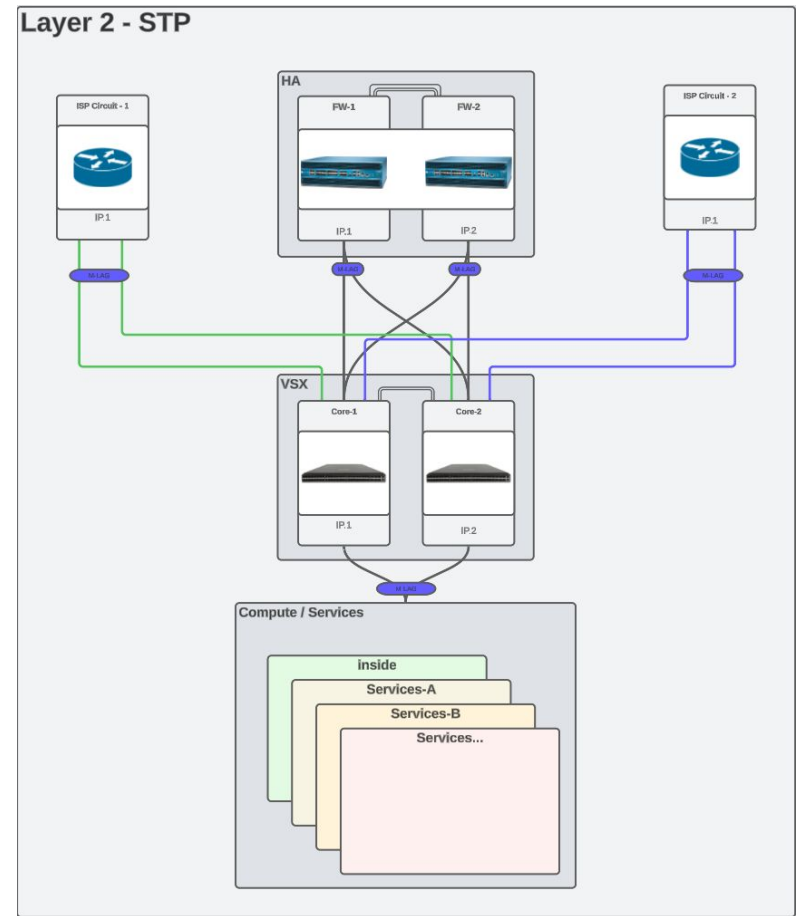 Layer 2 - STP
HA
ISP Circuit - 1
FW-1
FW-2
ISP Circuit - 2
IP.1
IP.1
IP.2
IP.1
M-LAG
M-LAG
M-LAG
M-LAG
VSX
Core-1
Core-2
IP.1
IP.2
M-LAG
Compute / Services
inside
Services-A
Services-B
Services...